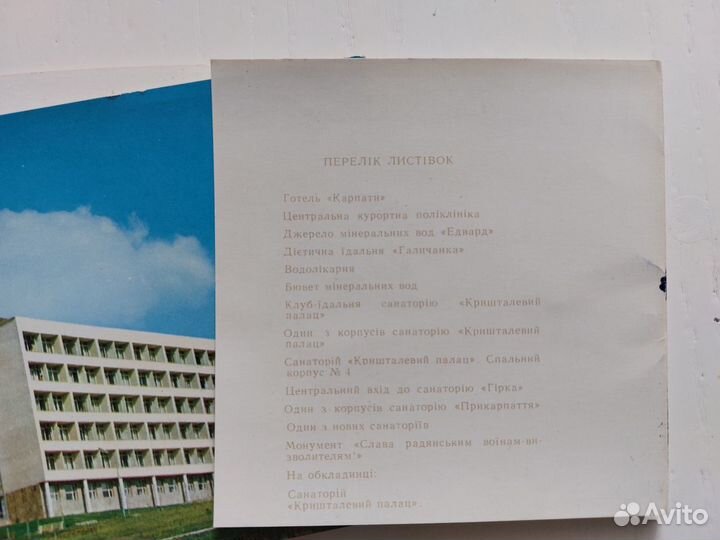 ПЕРЕЛІК ЛИСТІВОК
Готель «Карпати»
Центральна курортна поліклініка
Джерело мінеральних вод «Едвард»
Дієтична їдальня «Галичанка»
Водолікарня
Бювет мінеральних вод
Клуб-їдальня санаторію «Кришталевий
палац»
Один з корпусів санаторію «Кришталевий
палац»
Санаторій «Кришталевий палац». Спальний
корпус № 4
Центральний вхід до санаторію «Гірка»
Один з корпусів санаторію «Прикарпаття»
Один з нових санаторіїв
Монумент «Слава радянським воїнам-ви-
зволителям!»
На обкладинці:
Санаторій
«Кришталевий палац».
Avito